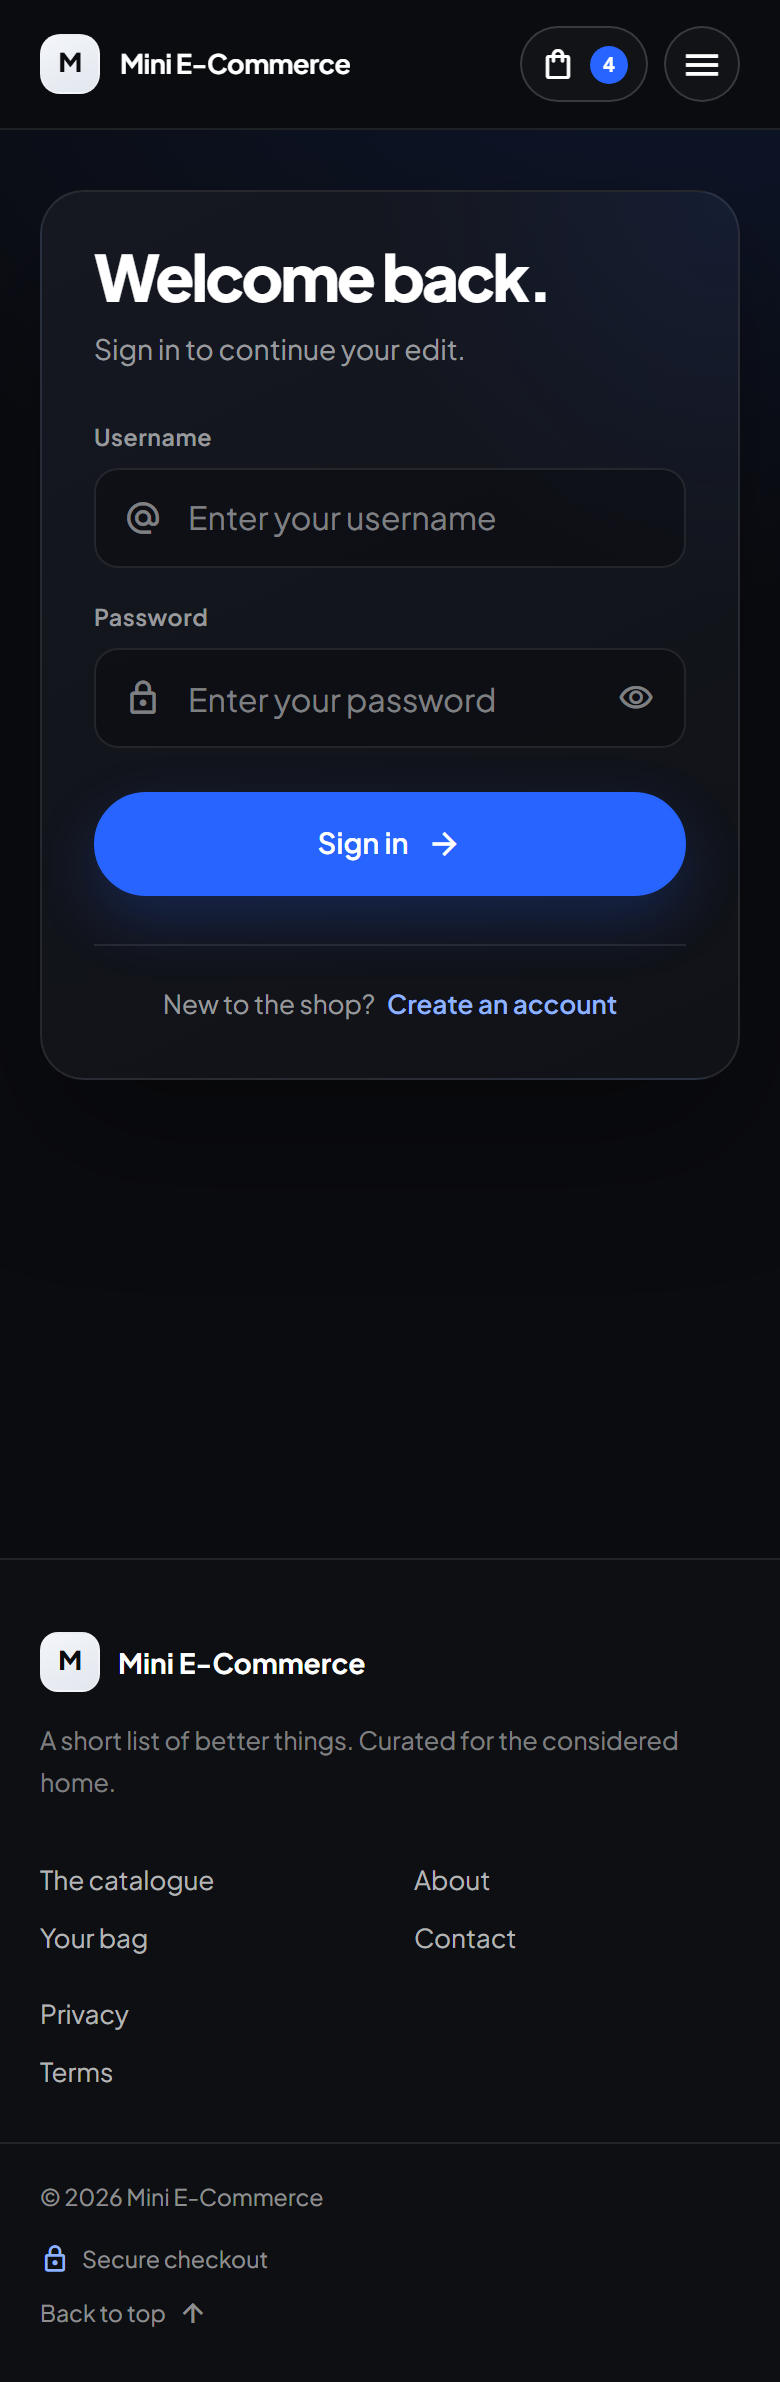 M Mini E-Commerce 4
Welcome back.
Sign in to continue your edit.
Username
Enter your username
Password
Enter your password
Sign in
New to the shop? Create an account
M Mini E-Commerce
A short list of better things. Curated for the considered
home.
The catalogue
Your bag
About
Contact
Privacy
Terms
© 2026 Mini E-Commerce
Secure checkout
Back to top